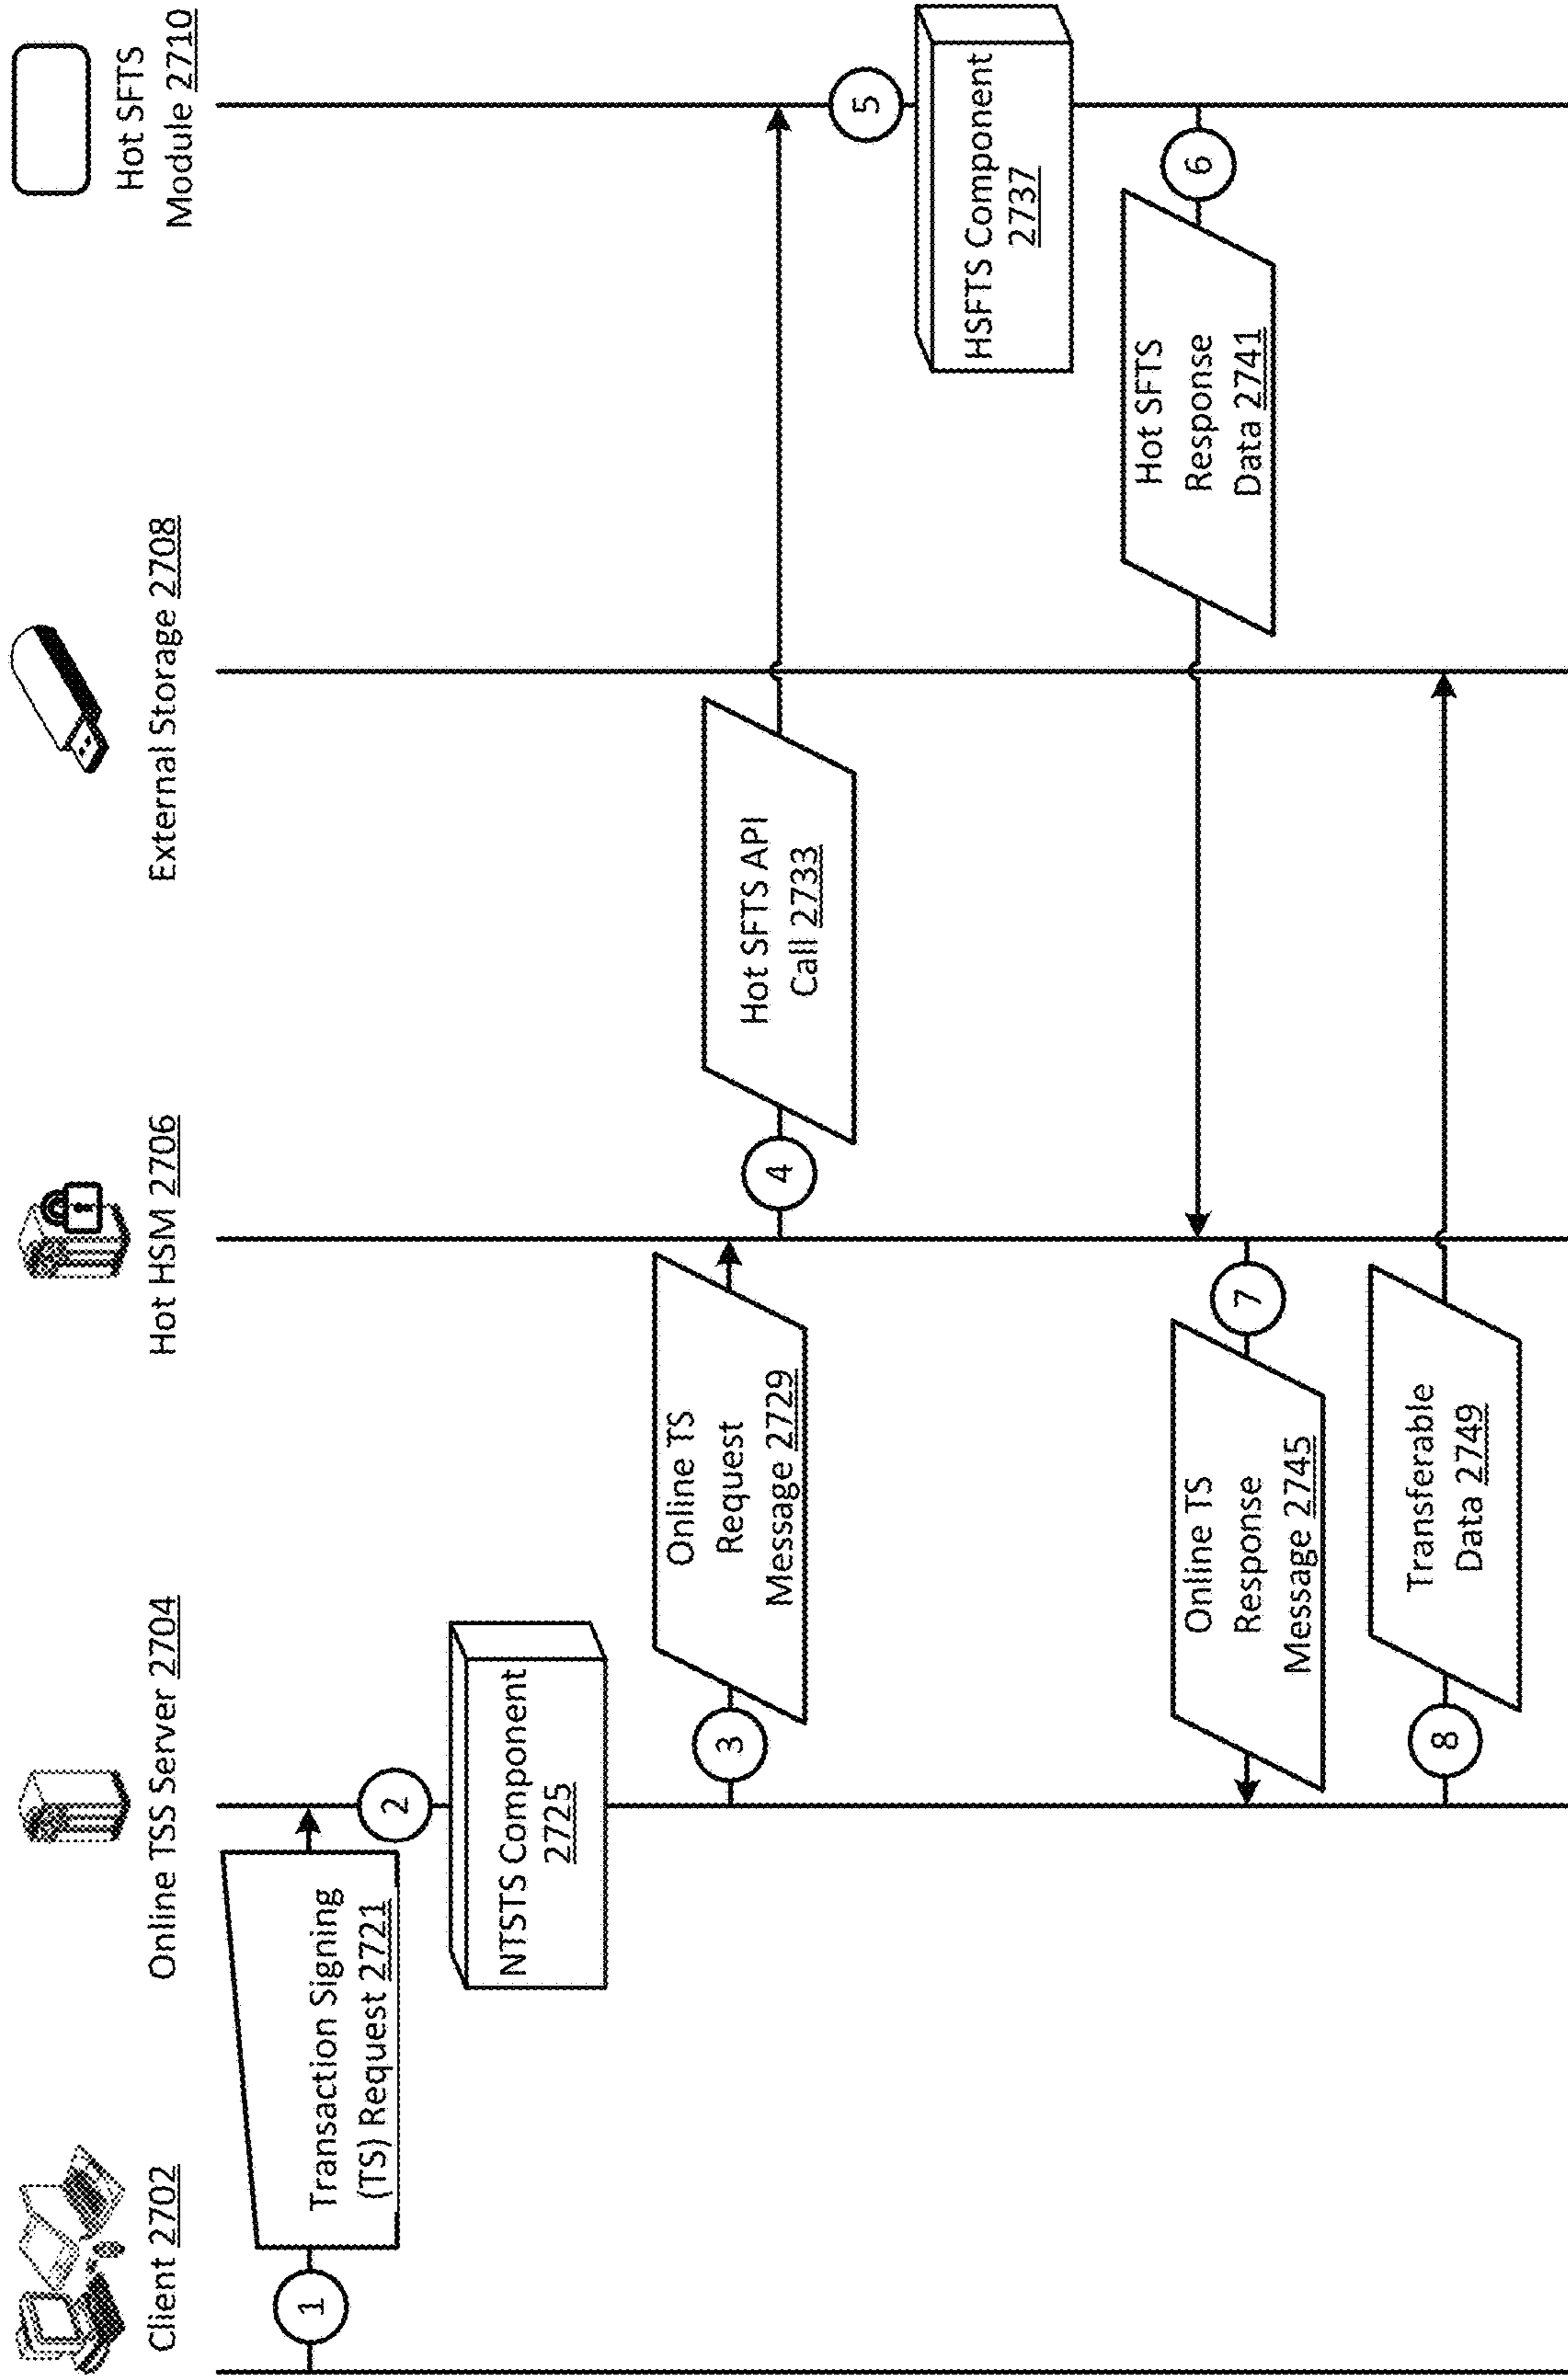 Client 2702
Online TSS Server 2704
Hot HSM 2706
External Storage 2708
Hot SFTS
Module 2710
1
Transaction Signing
(TS) Request 2721
2
NTSTS Component
2725
3
Online TS
Request
Message 2729
4
Hot SFTS API
Call 2733
5
HSFTS Component
2737
6
Hot SFTS
Response
Data 2741
7
Online TS
Response
Message 2745
8
Transferable
Data 2749